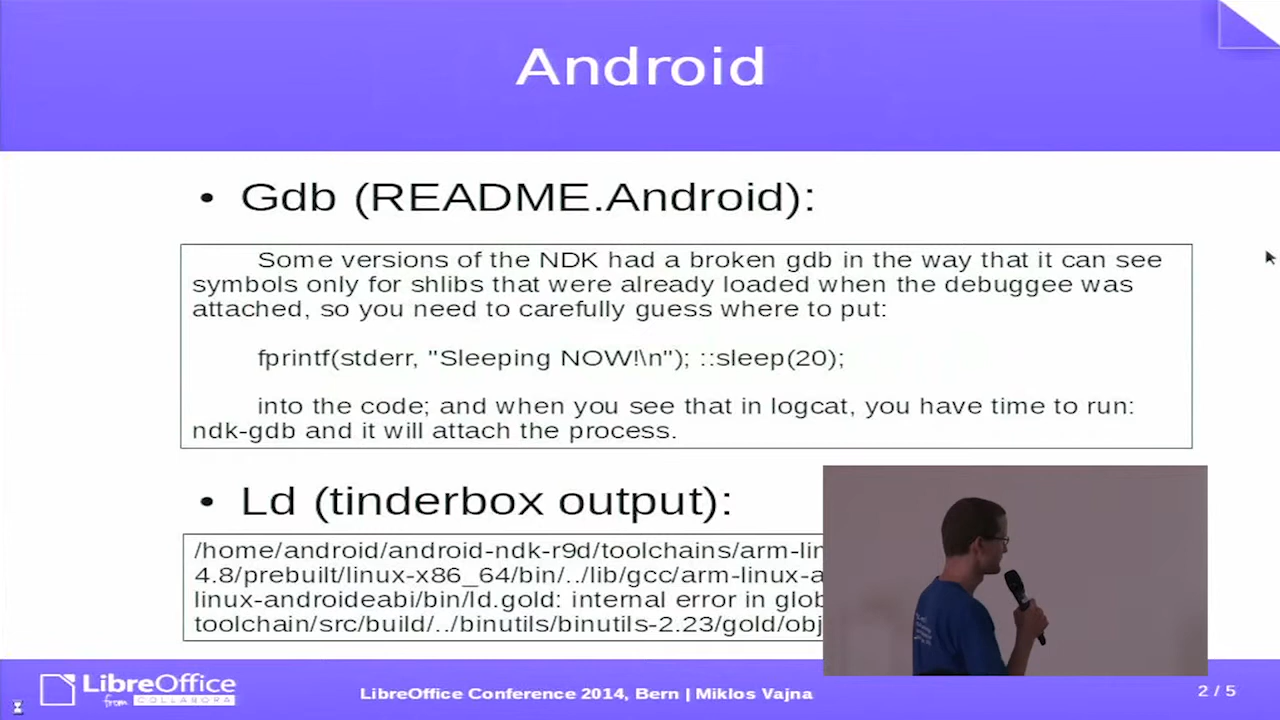 Android
• Gdb (README.Android):
Some versions of the NDK had a broken gdb in the way that it can see
symbols only for shlibs that were already loaded when the debuggee was
attached, so you need to carefully guess where to put:
fprintf(stderr, "Sleeping NOW!\n"); ::sleep(20);
into the code; and when you see that in logcat, you have time to run:
ndk-gdb and it will attach the process.
• Ld (tinderbox output):
/home/android/android-ndk-r9d/toolchains/arm-lin
4.8/prebuilt/linux-x86_64/bin/../lib/gcc/arm-linux-a
linux-androideabi/bin/ld.gold: internal error in glob
toolchain/src/build/../binutils/binutils-2.23/gold/obj
LibreOffice
from COLLABORA
LibreOffice Conference 2014, Bern | Miklos Vajna
2 / 5